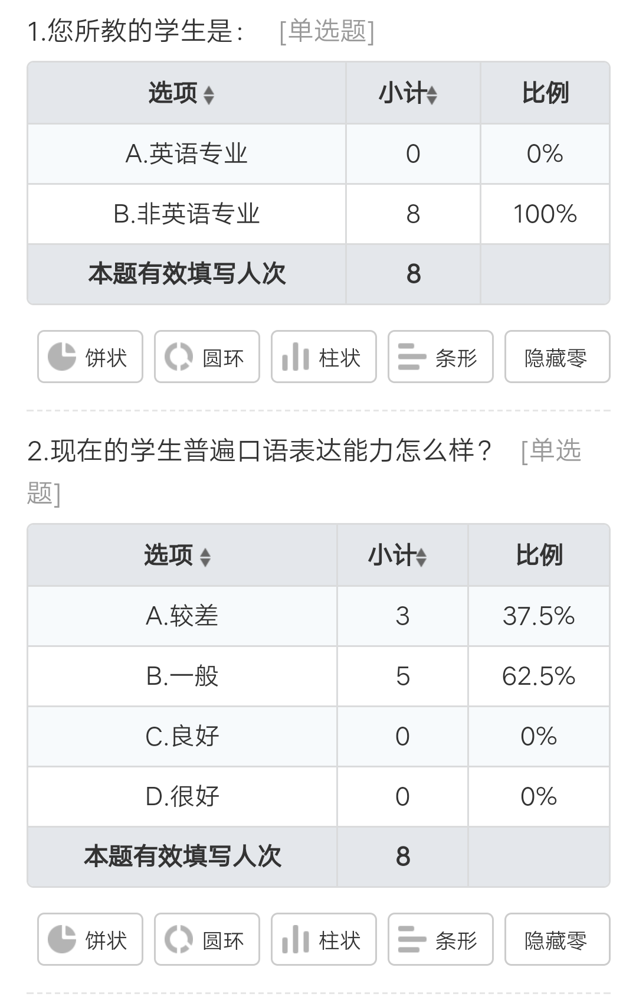 1.您所教的学生是： [单选题]
选项 小计 比例
A.英语专业 0 0%
B.非英语专业 8 100%
本题有效填写人次 8
饼状 圆环 柱状 条形 隐藏零
2.现在的学生普遍口语表达能力怎么样？ [单选
题]
选项 小计 比例
A.较差 3 37.5%
B.一般 5 62.5%
C.良好 0 0%
D.很好 0 0%
本题有效填写人次 8
饼状 圆环 柱状 条形 隐藏零